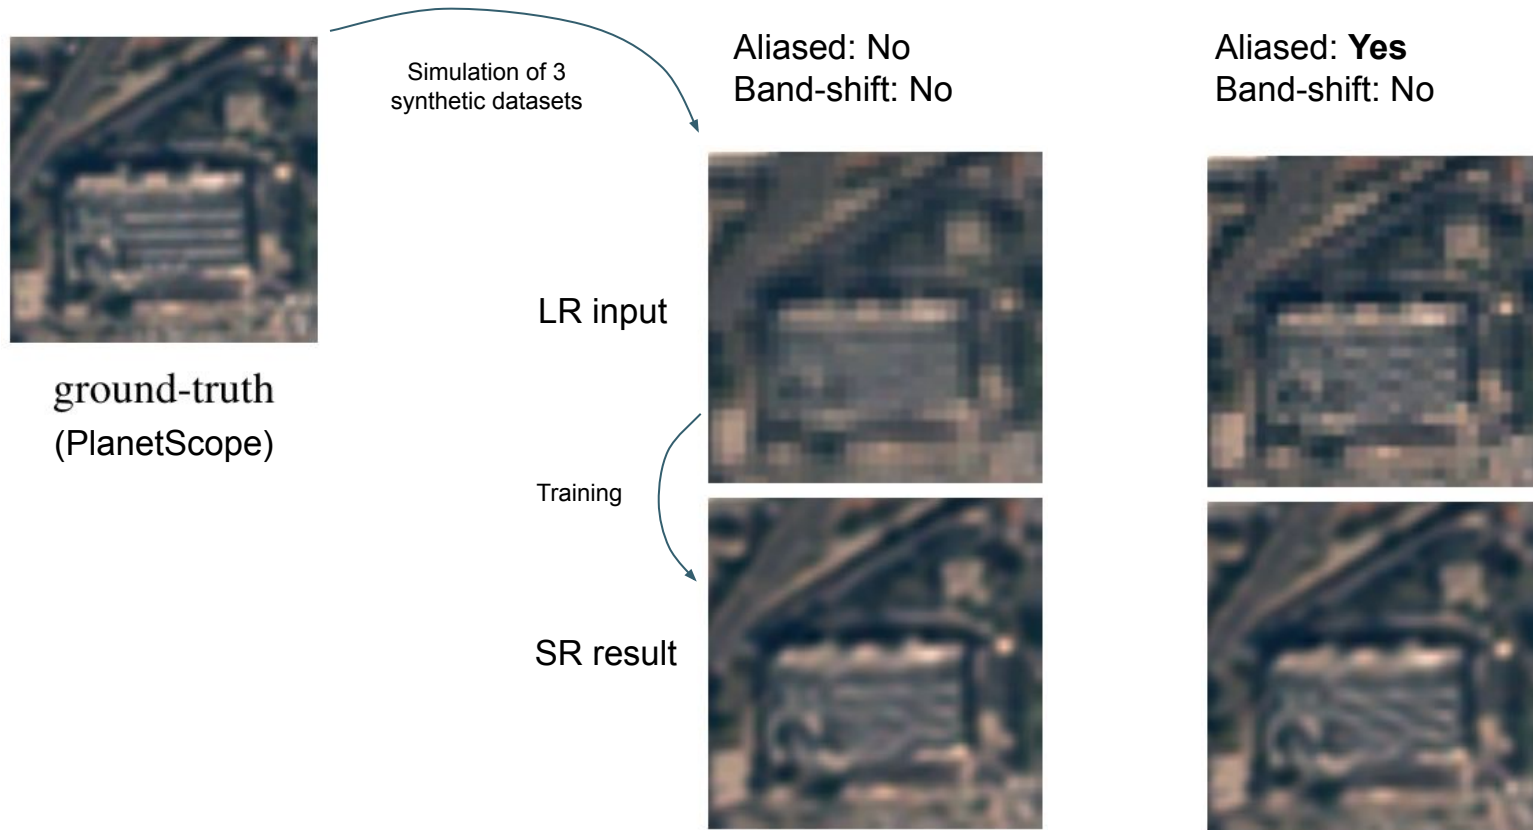 Simulation of 3
synthetic datasets
Aliased: No
Band-shift: No
Aliased: Yes
Band-shift: No
ground-truth
(PlanetScope)
LR input
Training
SR result